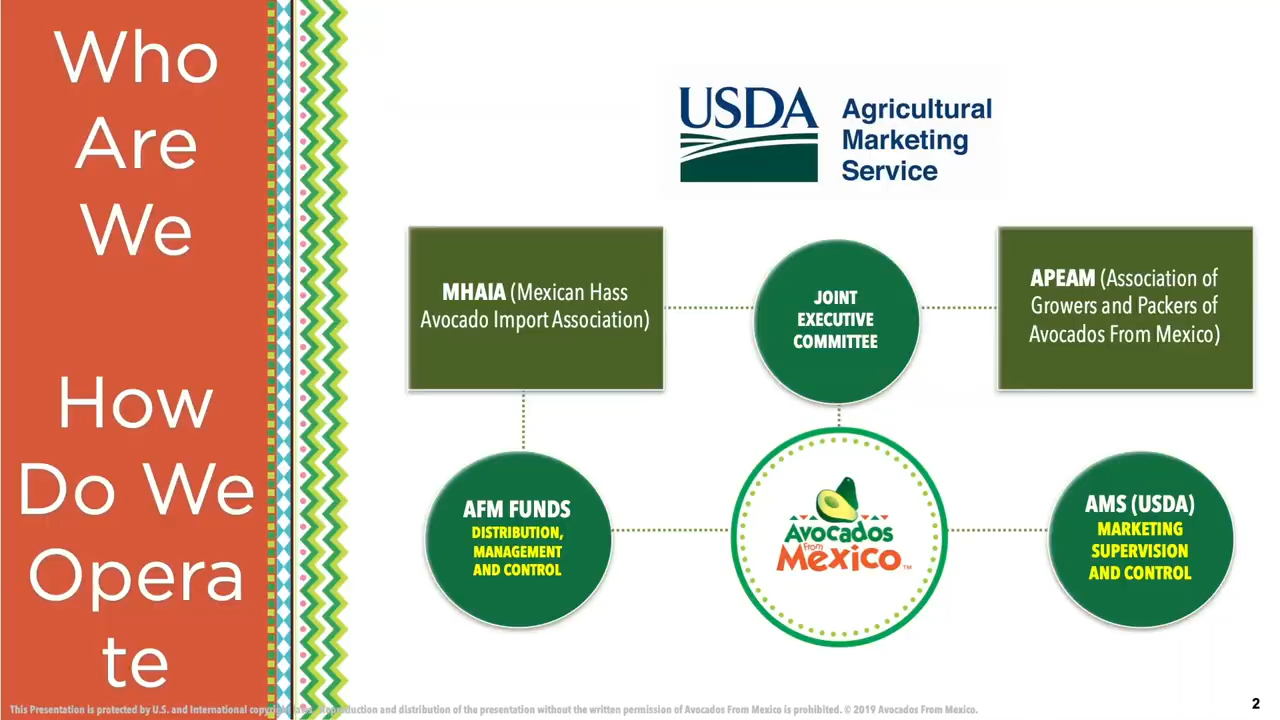 Who
Are
We
How
Do We
Opera
te
USDA
Agricultural
Marketing
Service
MHAIA (Mexican Hass
Avocado Import Association)
JOINT
EXECUTIVE
COMMITTEE
APEAM (Association of
Growers and Packers of
Avocados From Mexico)
AFM FUNDS
DISTRIBUTION,
MANAGEMENT
AND CONTROL
AVOCADOS
From
Mexico™
AMS (USDA)
MARKETING
SUPERVISION
AND CONTROL
This Presentation is protected by U.S. and International copyright laws. Reproduction and distribution of the presentation without the written permission of Avocados From Mexico is prohibited. © 2019 Avocados From Mexico.
2